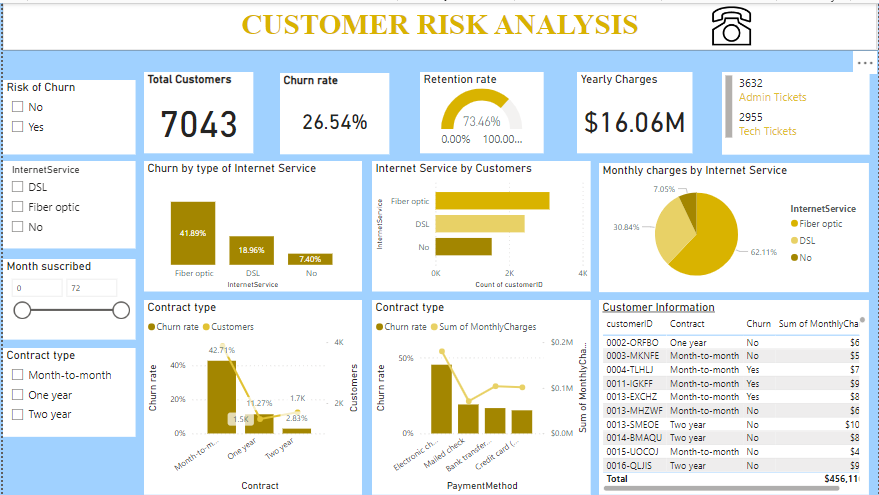 CUSTOMER RISK ANALYSIS
Risk of Churn
No
Yes
Total Customers
7043
Churn rate
26.54%
Retention rate
73.46%
0.00% 100.00...
Yearly Charges
$16.06M
3632
Admin Tickets
2955
Tech Tickets
InternetService
DSL
Fiber optic
No
Churn by type of Internet Service
41.89%
18.96%
7.40%
Fiber optic DSL No
InternetService
Internet Service by Customers
InternetService
Fiber optic
DSL
No
0K 2K 4K
Count of customerID
Monthly charges by Internet Service
7.05%
30.84%
62.11%
InternetService
Fiber optic
DSL
No
Month suscribed
0 72
Contract type
Month-to-month
One year
Two year
Contract type
Churn rate Customers
Churn rate
40%
20%
0%
42.71%
11.27%
2.83%
1.5K
1.7K
4K
2K
Customers
Month-to-m... One year Two year
Contract
Contract type
Churn rate Sum of MonthlyCharges
Churn rate
50%
0%
$0.2M
$0.1M
$0.0M
Sum of MonthlyCha...
Electronic ch... Mailed check Bank transfer... Credit card (...
PaymentMethod
Customer Information
customerID Contract Churn Sum of MonthlyCha
0002-ORFBO One year No $6
0003-MKNFE Month-to-month No $5
0004-TLHLJ Month-to-month Yes $7
0011-IGKFF Month-to-month Yes $9
0013-EXCHZ Month-to-month Yes $8
0013-MHZWF Month-to-month No $6
0013-SMEOE Two year No $10
0014-BMAQU Two year No $8
0015-UOCOJ Month-to-month No $4
0016-QLJIS Two year No $9
Total $456,11